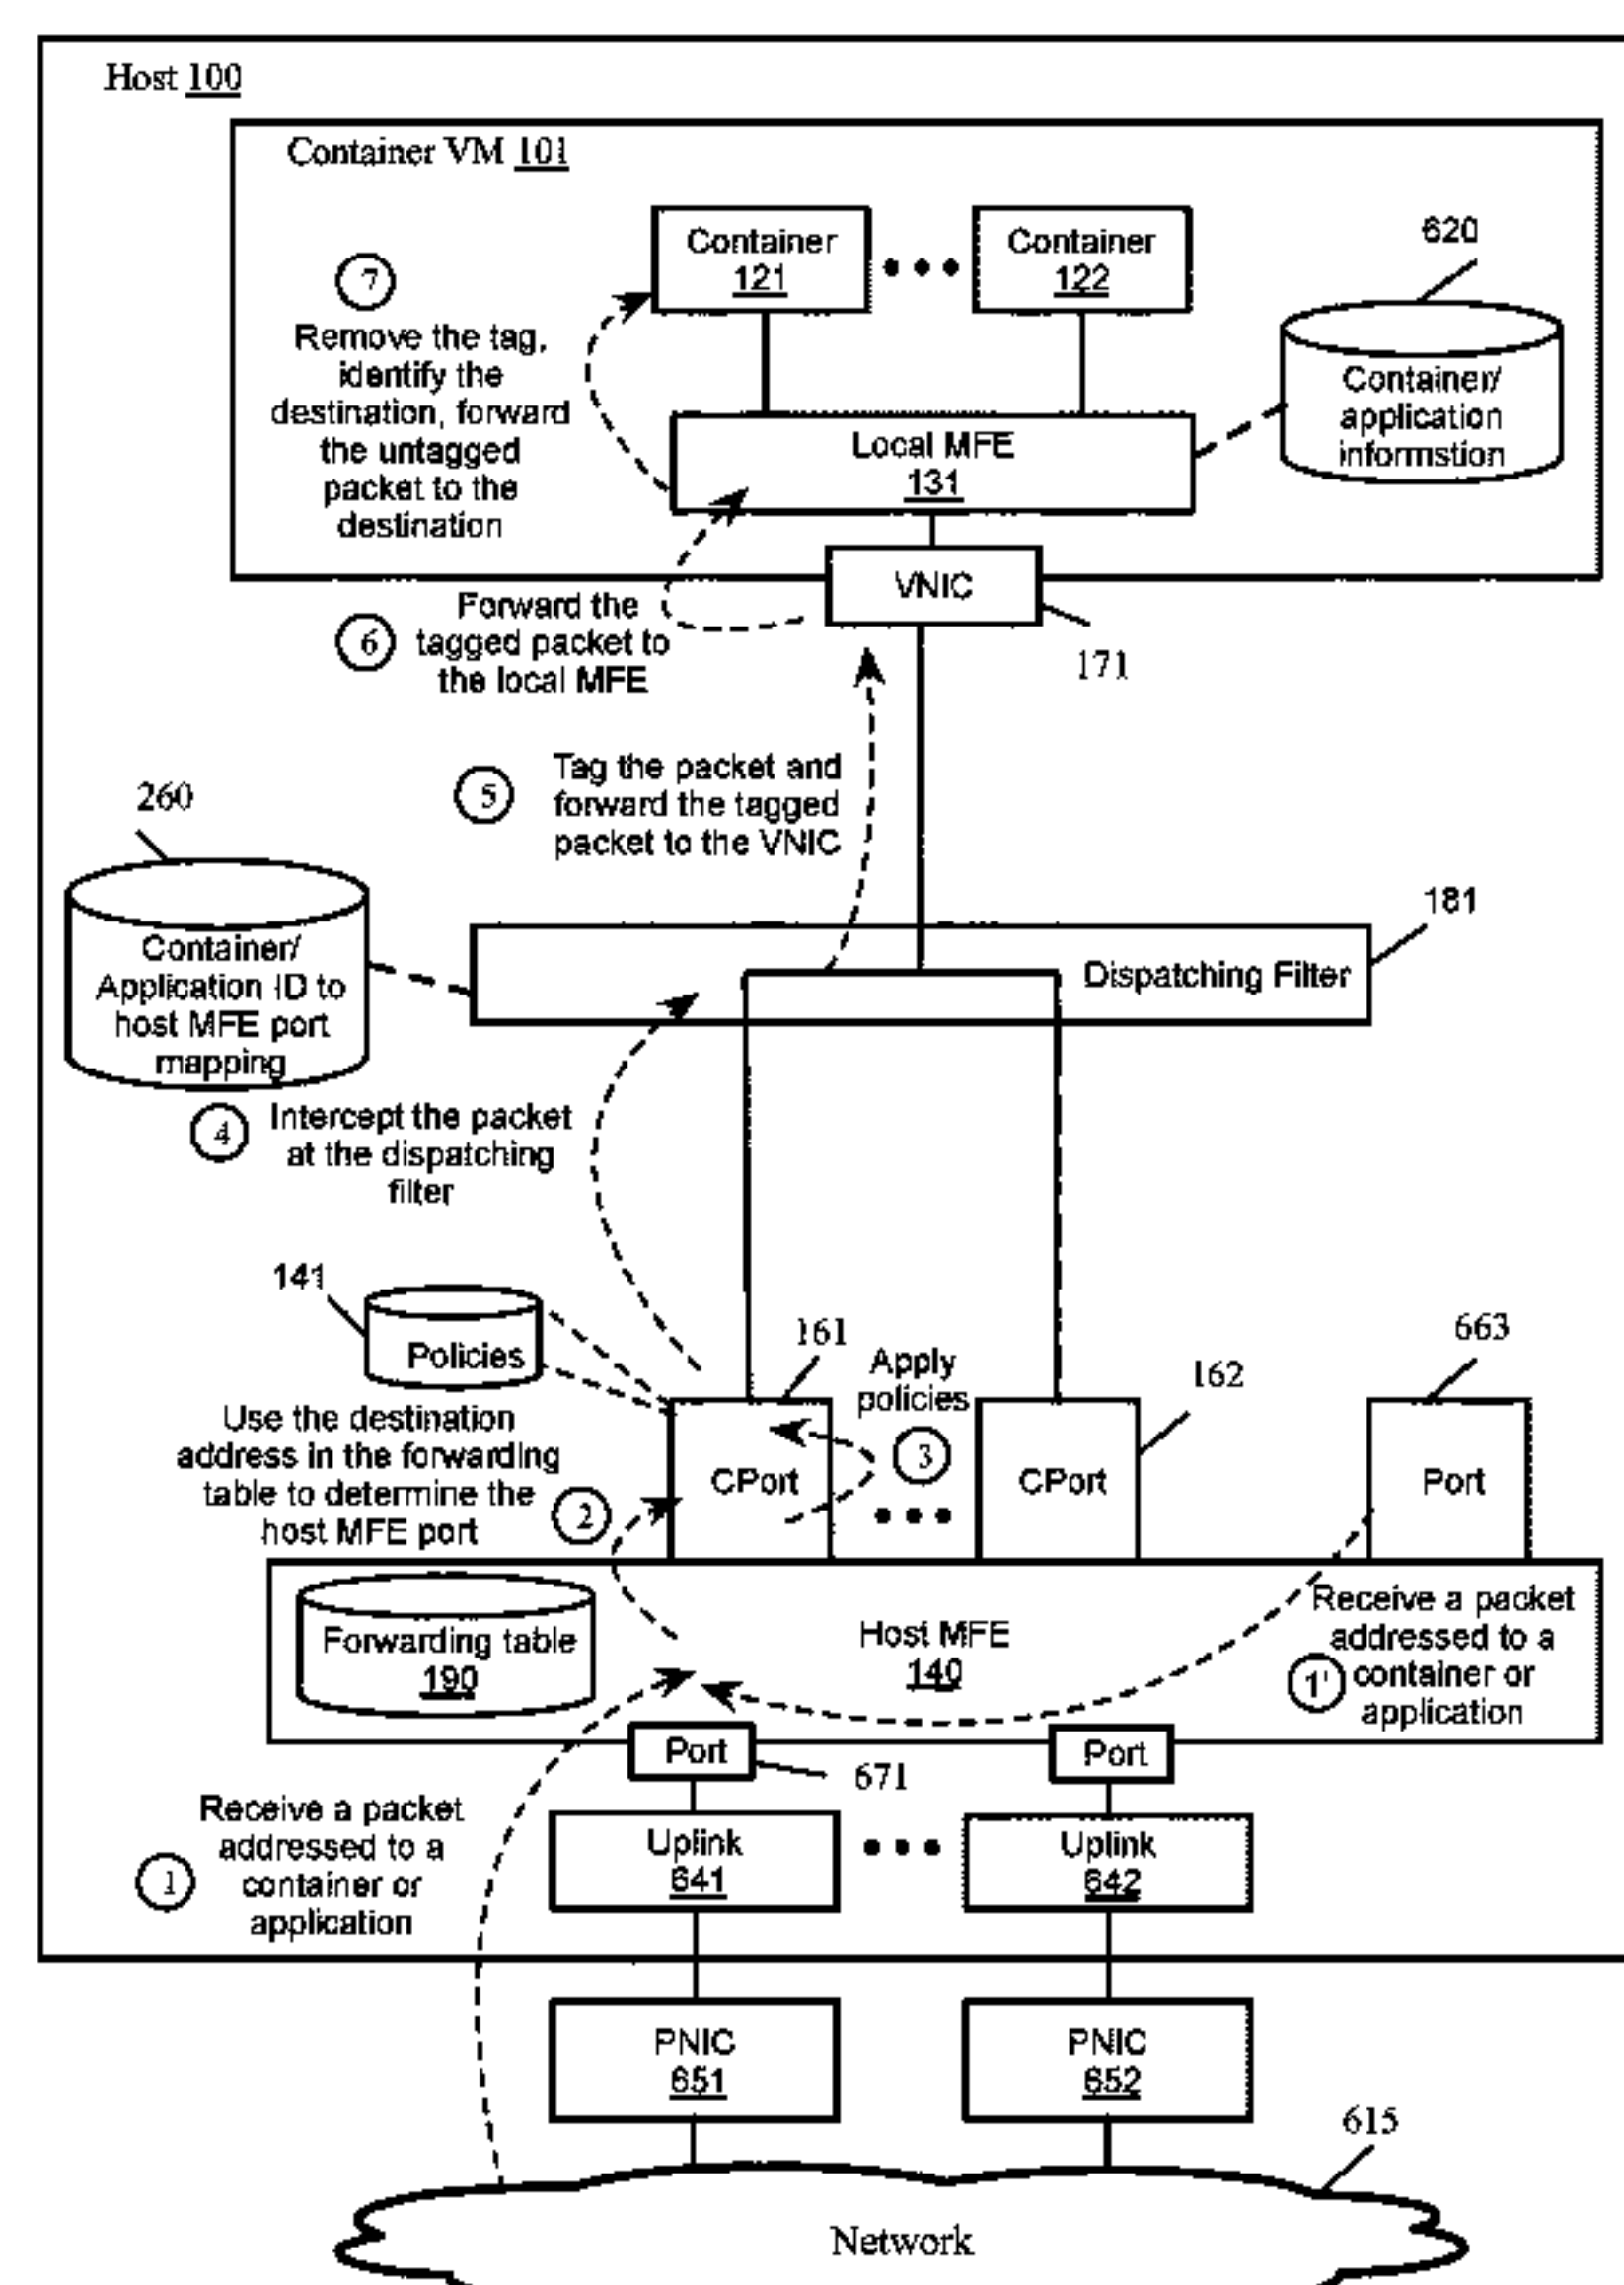 Host 100
Container VM 101
Container
121
Container
122
620
7
Remove the tag,
identify the
destination, forward
the untagged
packet to the
destination
Container/
application
informstion
Local MFE
131
VNIC
171
6
Forward the
tagged packet to
the local MFE
5
Tag the packet and
forward the tagged
packet to the VNIC
260
Container/
Application ID to
host MFE port
mapping
181
Dispatching Filter
4
Intercept the packet
at the dispatching
filter
141
Policies
161
Apply
policies
3
162
663
Use the destination
address in the forwarding
table to determine the
host MFE port
2
CPort
CPort
Port
Forwarding table
190
Host MFE
140
Receive a packet
addressed to a
container or
application
1'
Port
671
Port
1
Receive a packet
addressed to a
container or
application
Uplink
641
Uplink
642
PNIC
651
PNIC
652
615
Network